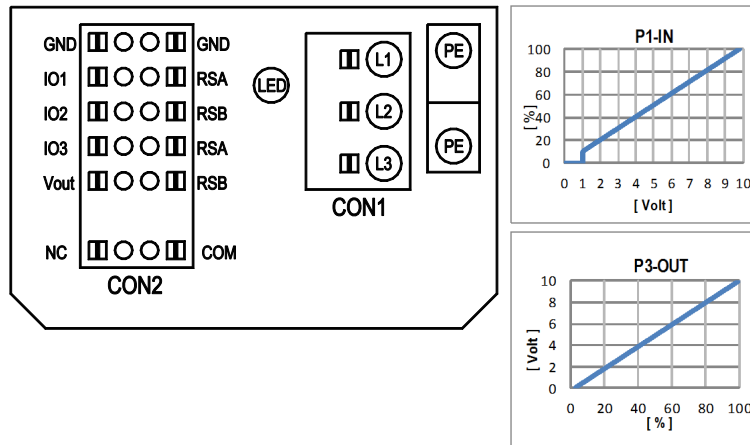 GND GND
IO1 RSA
IO2 RSB
IO3 RSA
Vout RSB
NC COM
CON2
LED
L1
L2
L3
CON1
PE
PE
P1-IN
[ % ]
100
80
60
40
20
0
0 1 2 3 4 5 6 7 8 9 10
[ Volt ]
P3-OUT
[ Volt ]
10
8
6
4
2
0
0 20 40 60 80 100
[ % ]